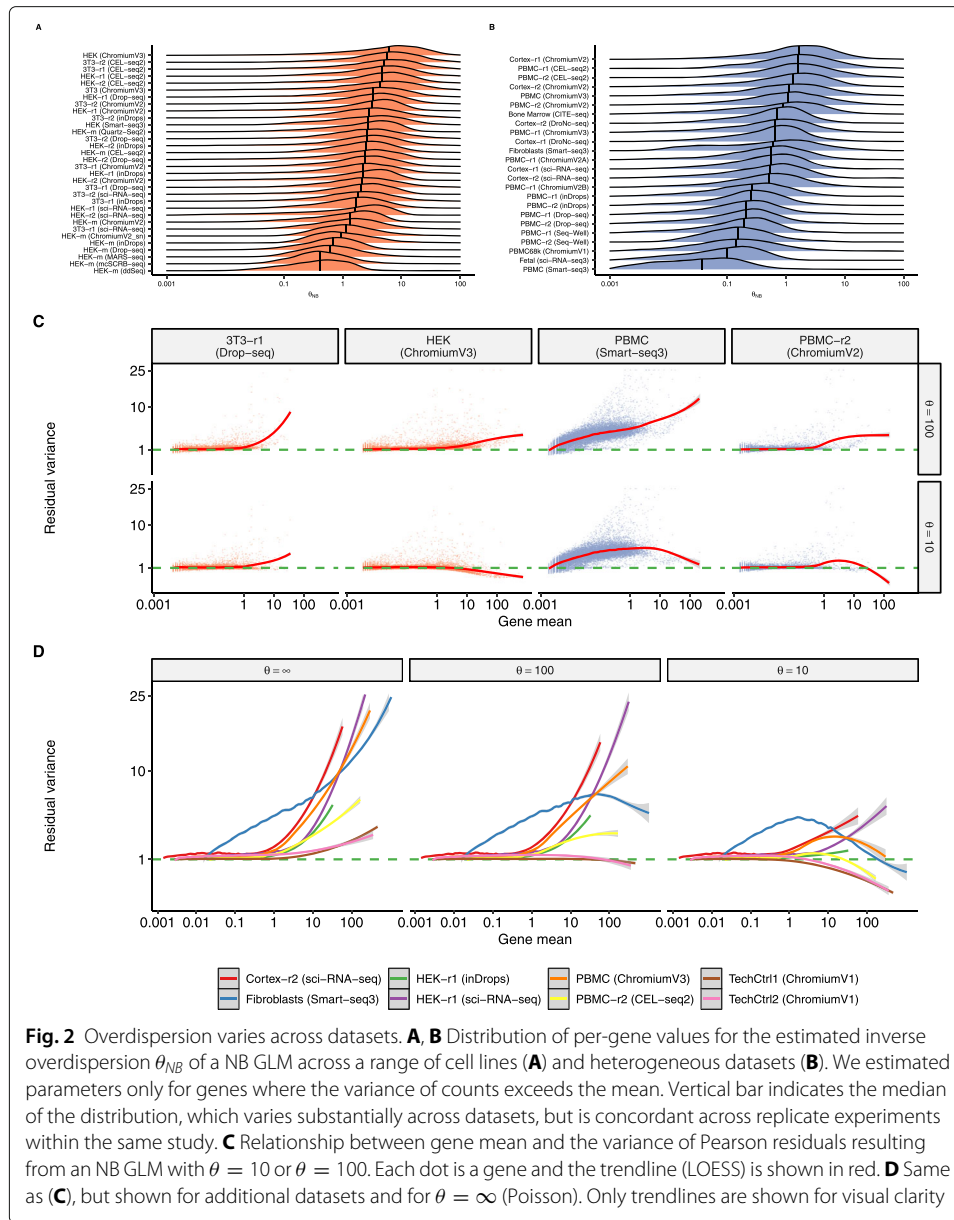 A
HEK (ChromiumV3)
3T3−r2 (CEL−seq2)
3T3−r1 (CEL−seq2)
HEK−r1 (CEL−seq2)
HEK−r2 (CEL−seq2)
3T3 (ChromiumV3)
HEK−r1 (Drop−seq)
3T3−r2 (ChromiumV2)
HEK−r1 (ChromiumV2)
3T3−r2 (inDrops)
HEK (Smart−seq3)
HEK−m (Quartz−Seq2)
3T3−r2 (Drop−seq)
HEK−r2 (inDrops)
HEK−m (CEL−seq2)
HEK−r2 (Drop−seq)
3T3−r1 (ChromiumV2)
HEK−r1 (inDrops)
HEK−r2 (ChromiumV2)
3T3−r1 (Drop−seq)
3T3−r2 (sci−RNA−seq)
3T3−r1 (inDrops)
HEK−r1 (sci−RNA−seq)
HEK−r2 (sci−RNA−seq)
HEK−m (ChromiumV2)
3T3−r1 (sci−RNA−seq)
HEK−m (ChromiumV2_sn)
HEK−m (inDrops)
HEK−m (Drop−seq)
HEK−m (MARS−seq)
HEK−m (mcSCRB−seq)
HEK−m (ddSeq)
0.001 0.1 1 10 100
θNB
B
Cortex−r1 (ChromiumV2)
PBMC−r1 (CEL−seq2)
PBMC−r2 (CEL−seq2)
Cortex−r2 (ChromiumV2)
PBMC (ChromiumV3)
PBMC−r2 (ChromiumV2)
Bone Marrow (CITE−seq)
Cortex−r2 (DroNc−seq)
PBMC−r1 (ChromiumV3)
Cortex−r1 (DroNc−seq)
Fibroblasts (Smart−seq3)
PBMC−r1 (ChromiumV2A)
Cortex−r1 (sci−RNA−seq)
Cortex−r2 (sci−RNA−seq)
PBMC−r1 (ChromiumV2B)
PBMC−r1 (inDrops)
PBMC−r2 (inDrops)
PBMC−r1 (Drop−seq)
PBMC−r2 (Drop−seq)
PBMC−r1 (Seq−Well)
PBMC−r2 (Seq−Well)
PBMC68k (ChromiumV1)
Fetal (sci−RNA−seq3)
PBMC (Smart−seq3)
0.001 0.1 1 10 100
θNB
C
3T3−r1
(Drop−seq)
HEK
(ChromiumV3)
PBMC
(Smart−seq3)
PBMC−r2
(ChromiumV2)
25
10
1
θ = 100
25
10
1
θ = 10
Residual variance
0.001 1 10 100 0.001 1 10 100 0.001 1 10 100 0.001 1 10 100
Gene mean
D
θ = ∞
θ = 100
θ = 10
25
10
1
Residual variance
0.001 0.01 0.1 1 10 100 0.001 0.01 0.1 1 10 100 0.001 0.01 0.1 1 10 100
Gene mean
Cortex−r2 (sci−RNA−seq) HEK−r1 (inDrops) PBMC (ChromiumV3) TechCtrl1 (ChromiumV1)
Fibroblasts (Smart−seq3) HEK−r1 (sci−RNA−seq) PBMC−r2 (CEL−seq2) TechCtrl2 (ChromiumV1)
Fig. 2 Overdispersion varies across datasets. A, B Distribution of per-gene values for the estimated inverse
overdispersion θNB of a NB GLM across a range of cell lines (A) and heterogeneous datasets (B). We estimated
parameters only for genes where the variance of counts exceeds the mean. Vertical bar indicates the median
of the distribution, which varies substantially across datasets, but is concordant across replicate experiments
within the same study. C Relationship between gene mean and the variance of Pearson residuals resulting
from an NB GLM with θ = 10 or θ = 100. Each dot is a gene and the trendline (LOESS) is shown in red. D Same
as (C), but shown for additional datasets and for θ = ∞ (Poisson). Only trendlines are shown for visual clarity